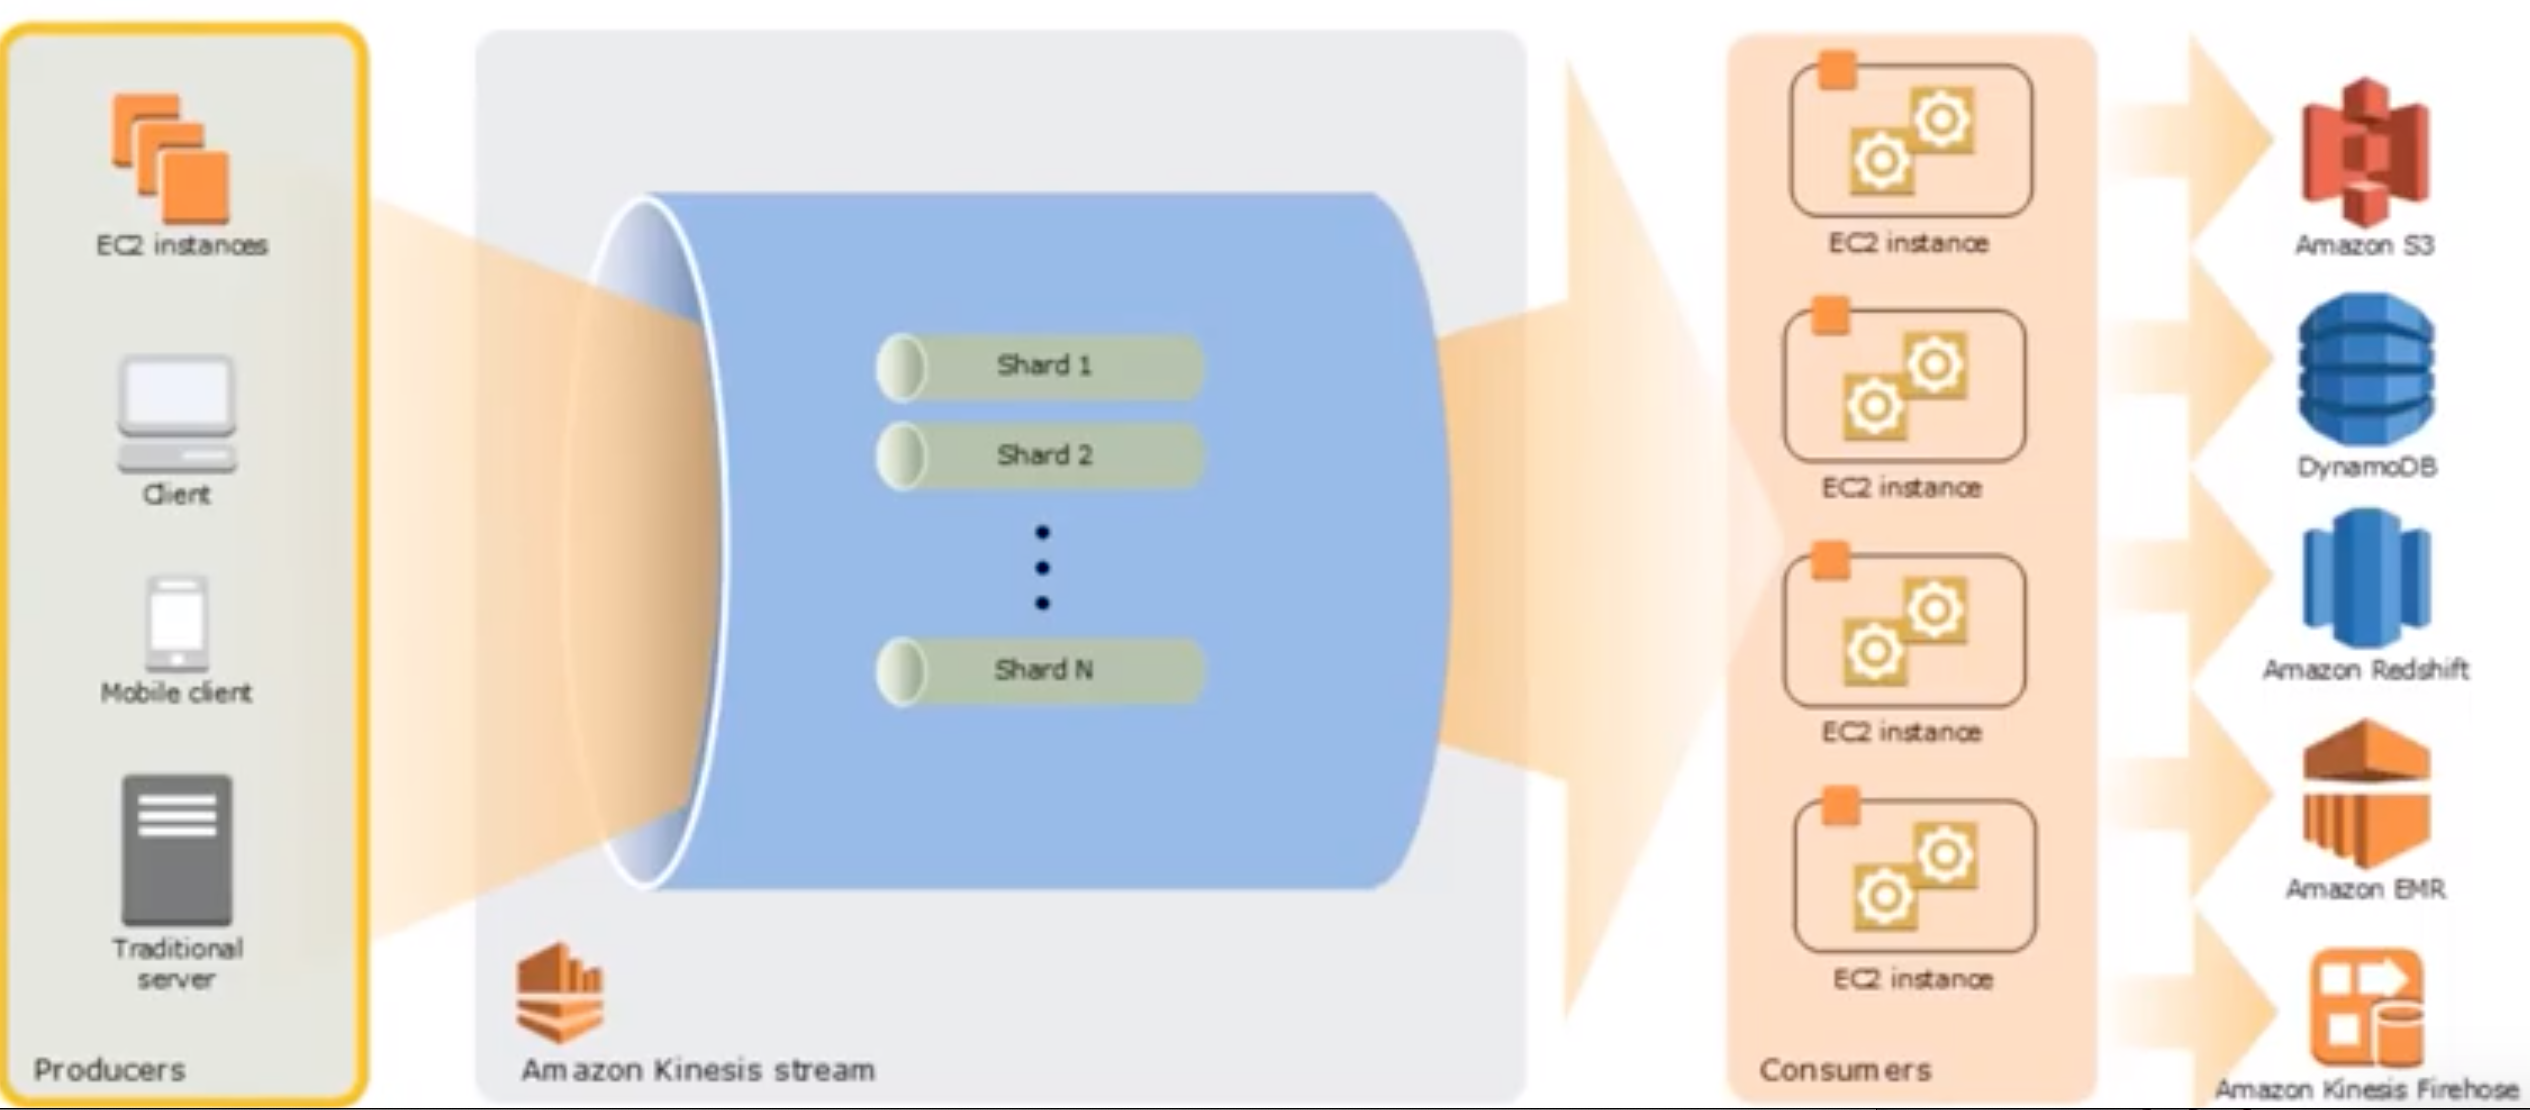 EC2 instances
Client
Mobile client
Traditional
server
Producers
Shard 1
Shard 2
Shard N
Amazon Kinesis stream
EC2 instance
EC2 instance
EC2 instance
EC2 instance
Consumers
Amazon S3
DynamoDB
Amazon Redshift
Amazon EMR
Amazon Kinesis Firehose